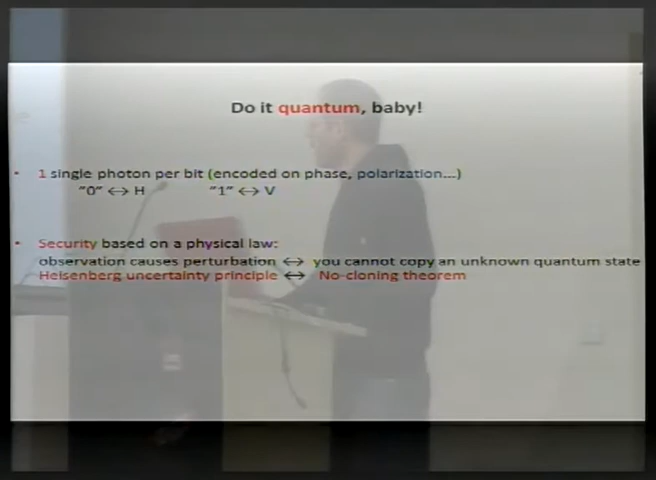 Do it quantum, baby!
• 1 single photon per bit (encoded on phase, polarization...)
"0" ↔ H "1" ↔ V
• Security based on a physical law:
observation causes perturbation ↔ you cannot copy an unknown quantum state
Heisenberg uncertainty principle ↔ No-cloning theorem